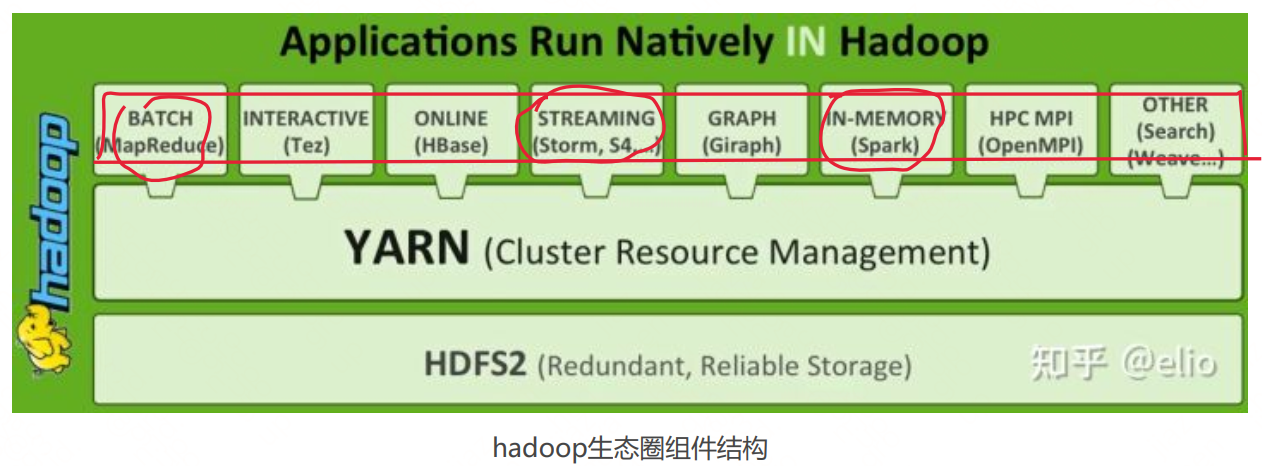 Applications Run Natively IN Hadoop
hadoop
BATCH
(MapReduce)
INTERACTIVE
(Tez)
ONLINE
(HBase)
STREAMING
(Storm, S4,...)
GRAPH
(Giraph)
IN-MEMORY
(Spark)
HPC MPI
(OpenMPI)
OTHER
(Search)
(Weave...)
YARN (Cluster Resource Management)
HDFS2 (Redundant, Reliable Storage)
知乎 @elio
hadoop生态圈组件结构